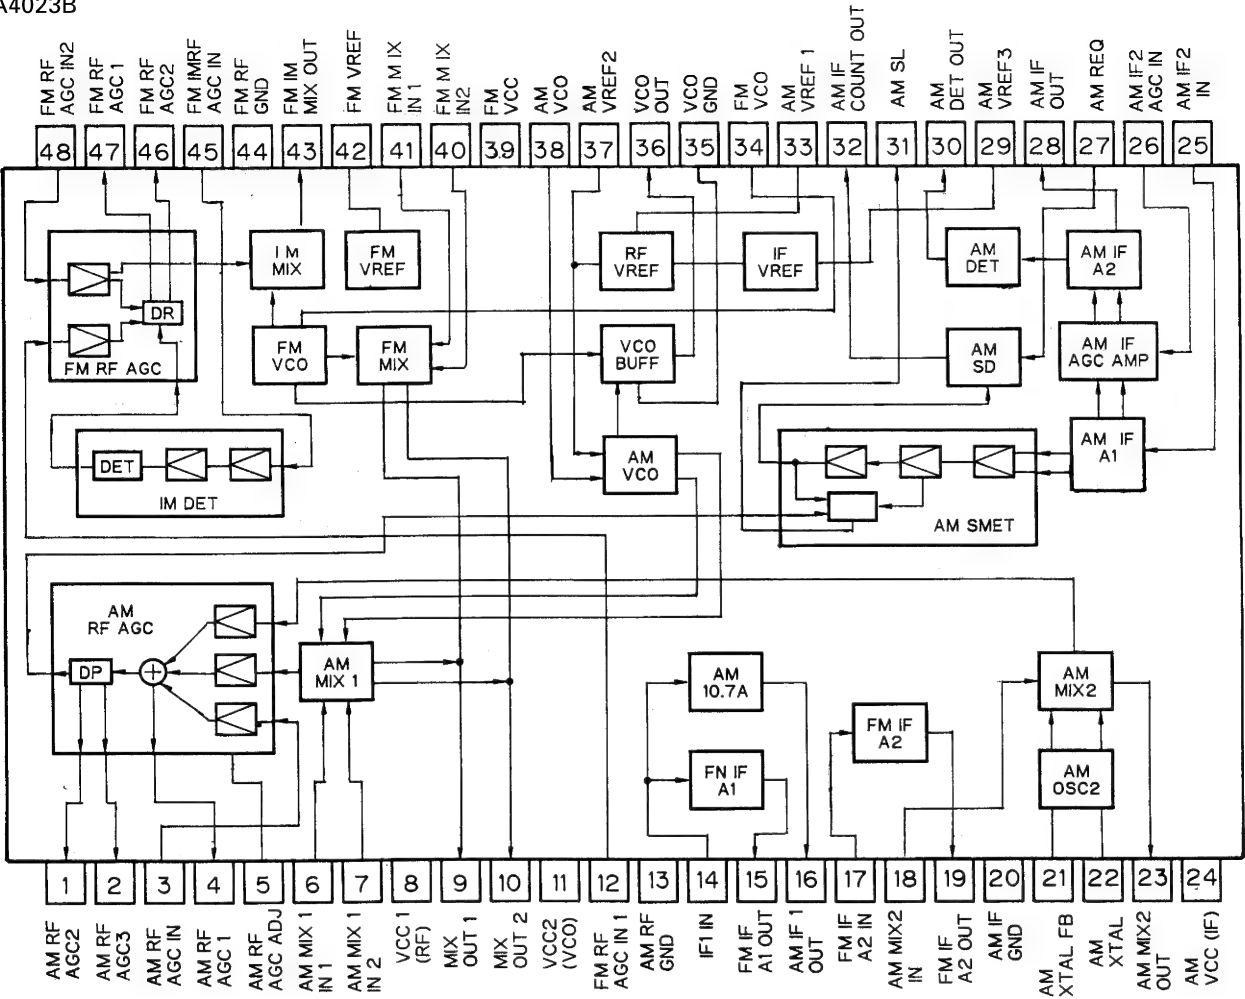 A4023B
FM RF
AGC IN2
FM RF
AGC 1
FM RF
AGC2
FM IMRF
AGC IN
FM RF
GND
FM IM
MIX OUT
FM VREF
FM M IX
IN 1
FM M IX
IN2
FM
VCC
AM
VCO
AM
VREF2
VCO
OUT
VCO
GND
FM
VCO
AM
VREF 1
AM IF
COUNT OUT
AM SL
AM
DET OUT
AM
VREF3
AM IF
OUT
AM REQ
AM IF2
AGC IN
AM IF2
IN
48 47 46 45 44 43 42 41 40 39 38 37 36 35 34 33 32 31 30 29 28 27 26 25
DR
FM RF AGC
I M
MIX
FM
VREF
FM
VCO
FM
MIX
RF
VREF
IF
VREF
VCO
BUFF
AM
VCO
AM
DET
AM IF
A2
AM
SD
AM IF
AGC AMP
AM IF
A1
DET
IM DET
AM SMET
AM
RF AGC
DP
+
AM
MIX 1
AM
10.7A
FN IF
A1
FM IF
A2
AM
MIX2
AM
OSC2
1 2 3 4 5 6 7 8 9 10 11 12 13 14 15 16 17 18 19 20 21 22 23 24
AM RF
AGC2
AM RF
AGC3
AM RF
AGC IN
AM RF
AGC 1
AM RF
AGC ADJ
AM MIX 1
IN 1
AM MIX 1
IN 2
VCC 1
(RF)
MIX
OUT 1
MIX
OUT 2
VCC2
(VCO)
FM RF
AGC IN 1
AM RF
GND
IF1 IN
FM IF
A1 OUT
AM IF 1
OUT
FM IF
A2 IN
AM MIX2
IN
FM IF
A2 OUT
AM IF
GND
AM
XTAL FB
AM
XTAL
AM MIX2
OUT
AM
VCC (IF)